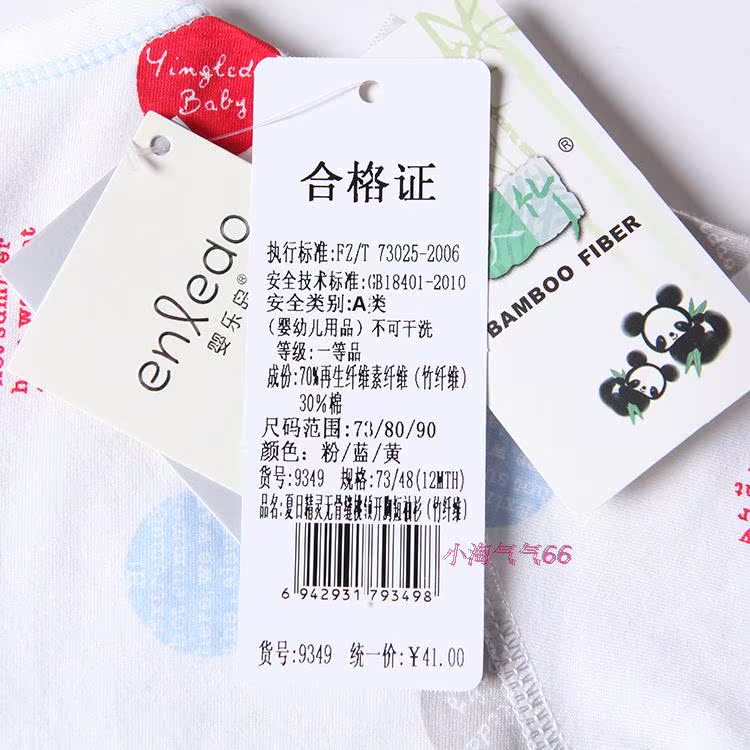 Yingledo
Baby
enledo
婴乐岛®
合格证
执行标准:FZ/T 73025-2006
安全技术标准:GB18401-2010
安全类别:A类
(婴幼儿用品)不可干洗
等级:一等品
成份:70%再生纤维素纤维(竹纤维)
30%棉
尺码范围:73/80/90
颜色: 粉/蓝/黄
货号:9349 规格:73/48(12MTH)
品名:夏日精灵无骨缝横领开胸短袖衫(竹纤维)
6 942931 793498
货号:9349 统一价:¥41.00
®
BAMBOO FIBER
小淘气气66